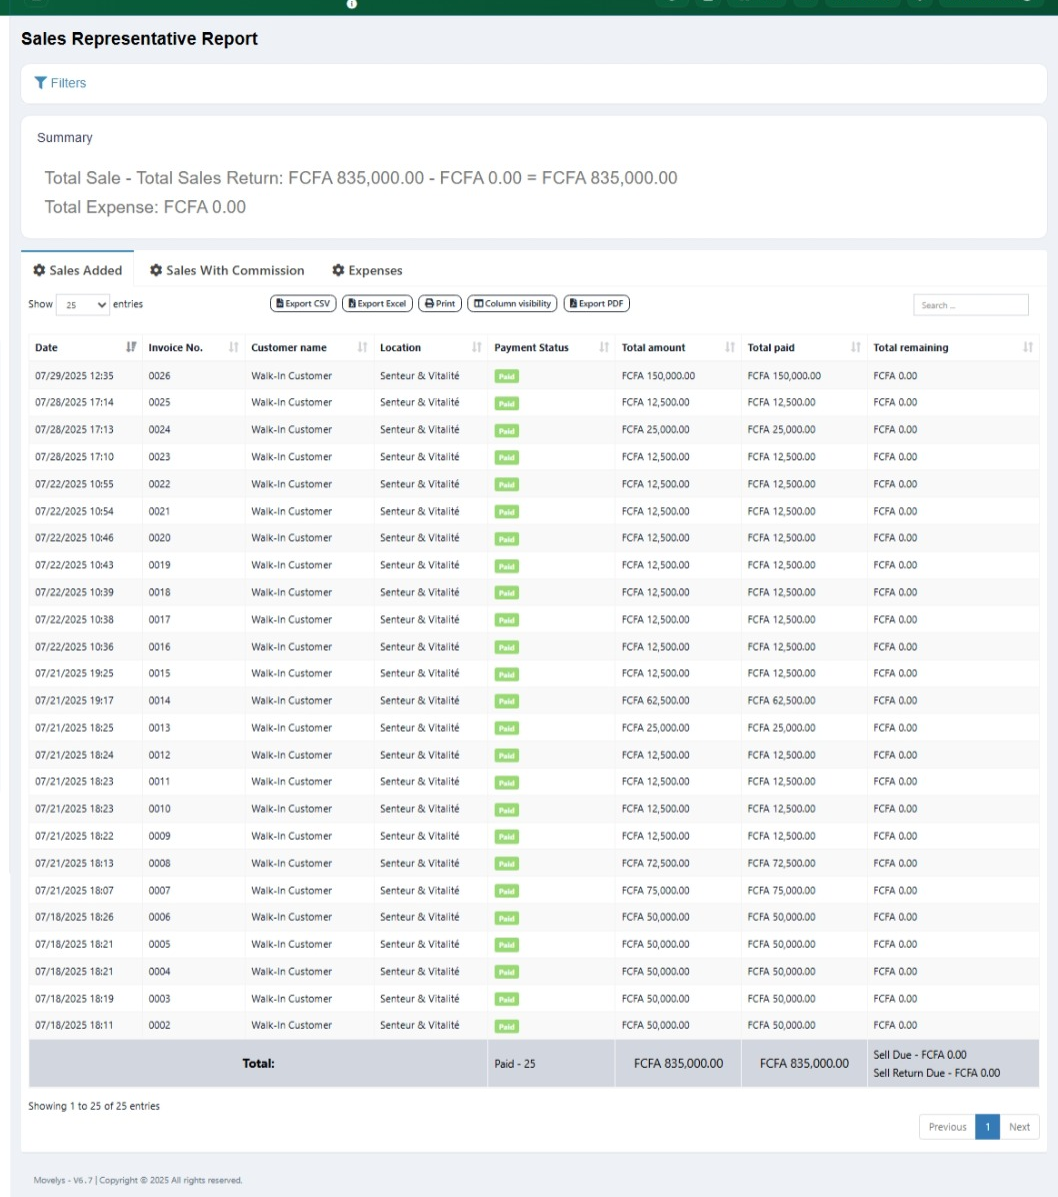 Sales Representative Report
Filters
Summary
Total Sale - Total Sales Return: FCFA 835,000.00 - FCFA 0.00 = FCFA 835,000.00
Total Expense: FCFA 0.00
Sales Added Sales With Commission Expenses
Show 25 entries Export CSV Export Excel Print Column visibility Export PDF Search ...
Date Invoice No. Customer name Location Payment Status Total amount Total paid Total remaining
07/29/2025 12:35 0026 Walk-In Customer Senteur & Vitalité Paid FCFA 150,000.00 FCFA 150,000.00 FCFA 0.00
07/28/2025 17:14 0025 Walk-In Customer Senteur & Vitalité Paid FCFA 12,500.00 FCFA 12,500.00 FCFA 0.00
07/28/2025 17:13 0024 Walk-In Customer Senteur & Vitalité Paid FCFA 25,000.00 FCFA 25,000.00 FCFA 0.00
07/28/2025 17:10 0023 Walk-In Customer Senteur & Vitalité Paid FCFA 12,500.00 FCFA 12,500.00 FCFA 0.00
07/22/2025 10:55 0022 Walk-In Customer Senteur & Vitalité Paid FCFA 12,500.00 FCFA 12,500.00 FCFA 0.00
07/22/2025 10:54 0021 Walk-In Customer Senteur & Vitalité Paid FCFA 12,500.00 FCFA 12,500.00 FCFA 0.00
07/22/2025 10:46 0020 Walk-In Customer Senteur & Vitalité Paid FCFA 12,500.00 FCFA 12,500.00 FCFA 0.00
07/22/2025 10:43 0019 Walk-In Customer Senteur & Vitalité Paid FCFA 12,500.00 FCFA 12,500.00 FCFA 0.00
07/22/2025 10:39 0018 Walk-In Customer Senteur & Vitalité Paid FCFA 12,500.00 FCFA 12,500.00 FCFA 0.00
07/22/2025 10:38 0017 Walk-In Customer Senteur & Vitalité Paid FCFA 12,500.00 FCFA 12,500.00 FCFA 0.00
07/22/2025 10:36 0016 Walk-In Customer Senteur & Vitalité Paid FCFA 12,500.00 FCFA 12,500.00 FCFA 0.00
07/21/2025 19:25 0015 Walk-In Customer Senteur & Vitalité Paid FCFA 12,500.00 FCFA 12,500.00 FCFA 0.00
07/21/2025 19:17 0014 Walk-In Customer Senteur & Vitalité Paid FCFA 62,500.00 FCFA 62,500.00 FCFA 0.00
07/21/2025 18:25 0013 Walk-In Customer Senteur & Vitalité Paid FCFA 25,000.00 FCFA 25,000.00 FCFA 0.00
07/21/2025 18:24 0012 Walk-In Customer Senteur & Vitalité Paid FCFA 12,500.00 FCFA 12,500.00 FCFA 0.00
07/21/2025 18:23 0011 Walk-In Customer Senteur & Vitalité Paid FCFA 12,500.00 FCFA 12,500.00 FCFA 0.00
07/21/2025 18:23 0010 Walk-In Customer Senteur & Vitalité Paid FCFA 12,500.00 FCFA 12,500.00 FCFA 0.00
07/21/2025 18:22 0009 Walk-In Customer Senteur & Vitalité Paid FCFA 12,500.00 FCFA 12,500.00 FCFA 0.00
07/21/2025 18:13 0008 Walk-In Customer Senteur & Vitalité Paid FCFA 72,500.00 FCFA 72,500.00 FCFA 0.00
07/21/2025 18:07 0007 Walk-In Customer Senteur & Vitalité Paid FCFA 75,000.00 FCFA 75,000.00 FCFA 0.00
07/18/2025 18:26 0006 Walk-In Customer Senteur & Vitalité Paid FCFA 50,000.00 FCFA 50,000.00 FCFA 0.00
07/18/2025 18:21 0005 Walk-In Customer Senteur & Vitalité Paid FCFA 50,000.00 FCFA 50,000.00 FCFA 0.00
07/18/2025 18:21 0004 Walk-In Customer Senteur & Vitalité Paid FCFA 50,000.00 FCFA 50,000.00 FCFA 0.00
07/18/2025 18:19 0003 Walk-In Customer Senteur & Vitalité Paid FCFA 50,000.00 FCFA 50,000.00 FCFA 0.00
07/18/2025 18:11 0002 Walk-In Customer Senteur & Vitalité Paid FCFA 50,000.00 FCFA 50,000.00 FCFA 0.00
Total: Paid - 25 FCFA 835,000.00 FCFA 835,000.00 Sell Due - FCFA 0.00
Sell Return Due - FCFA 0.00
Showing 1 to 25 of 25 entries
Previous 1 Next
Movelys - V6.7 | Copyright © 2025 All rights reserved.